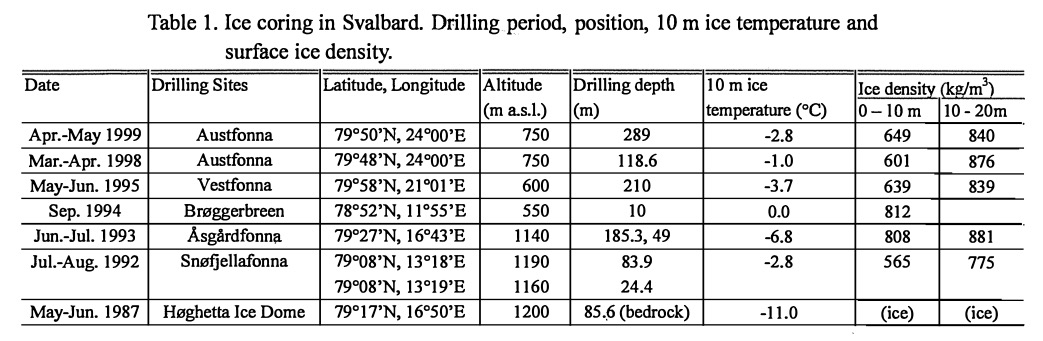 Table 1. Ice coring in Svalbard. Drilling period, position, 10 m ice temperature and
surface ice density.
Date Drilling Sites Latitude, Longitude Altitude Drilling depth 10 m ice Ice density (kg/m³)
(m a.s.l.) (m) temperature (°C) 0 – 10 m 10 - 20m
Apr.-May 1999 Austfonna 79°50’N, 24°00’E 750 289 -2.8 649 840
Mar.-Apr. 1998 Austfonna 79°48’N, 24°00’E 750 118.6 -1.0 601 876
May-Jun. 1995 Vestfonna 79°58’N, 21°01’E 600 210 -3.7 639 839
Sep. 1994 Brøggerbreen 78°52’N, 11°55’E 550 10 0.0 812
Jun.-Jul. 1993 Åsgårdfonna 79°27’N, 16°43’E 1140 185.3, 49 -6.8 808 881
Jul.-Aug. 1992 Snøfjellafonna 79°08’N, 13°18’E 1190 83.9 -2.8 565 775
79°08’N, 13°19’E 1160 24.4
May-Jun. 1987 Høghetta Ice Dome 79°17’N, 16°50’E 1200 85.6 (bedrock) -11.0 (ice) (ice)